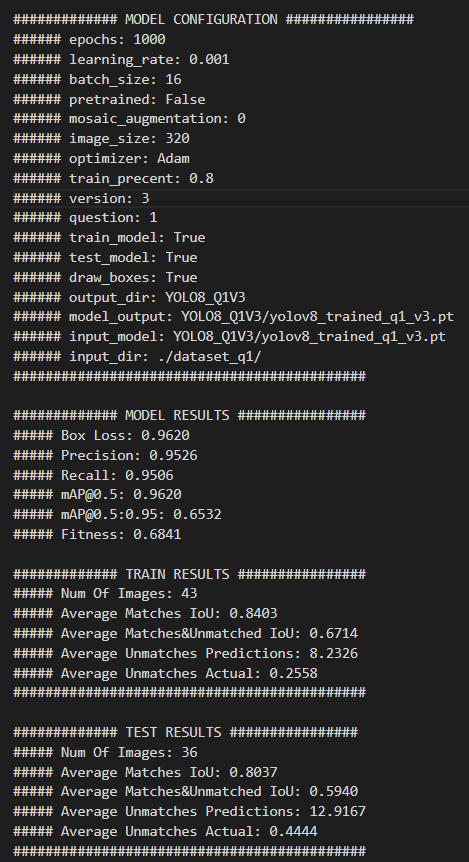 ############# MODEL CONFIGURATION ################
###### epochs: 1000
###### learning_rate: 0.001
###### batch_size: 16
###### pretrained: False
###### mosaic_augmentation: 0
###### image_size: 320
###### optimizer: Adam
###### train_precent: 0.8
###### version: 3
###### question: 1
###### train_model: True
###### test_model: True
###### draw_boxes: True
###### output_dir: YOLO8_Q1V3
###### model_output: YOLO8_Q1V3/yolov8_trained_q1_v3.pt
###### input_model: YOLO8_Q1V3/yolov8_trained_q1_v3.pt
###### input_dir: ./dataset_q1/
############################################
############# MODEL RESULTS ################
##### Box Loss: 0.9620
##### Precision: 0.9526
##### Recall: 0.9506
##### mAP@0.5: 0.9620
##### mAP@0.5:0.95: 0.6532
##### Fitness: 0.6841
############# TRAIN RESULTS ################
##### Num Of Images: 43
##### Average Matches IoU: 0.8403
##### Average Matches&Unmatched IoU: 0.6714
##### Average Unmatches Predictions: 8.2326
##### Average Unmatches Actual: 0.2558
############################################
############# TEST RESULTS ################
##### Num Of Images: 36
##### Average Matches IoU: 0.8037
##### Average Matches&Unmatched IoU: 0.5940
##### Average Unmatches Predictions: 12.9167
##### Average Unmatches Actual: 0.4444
############################################